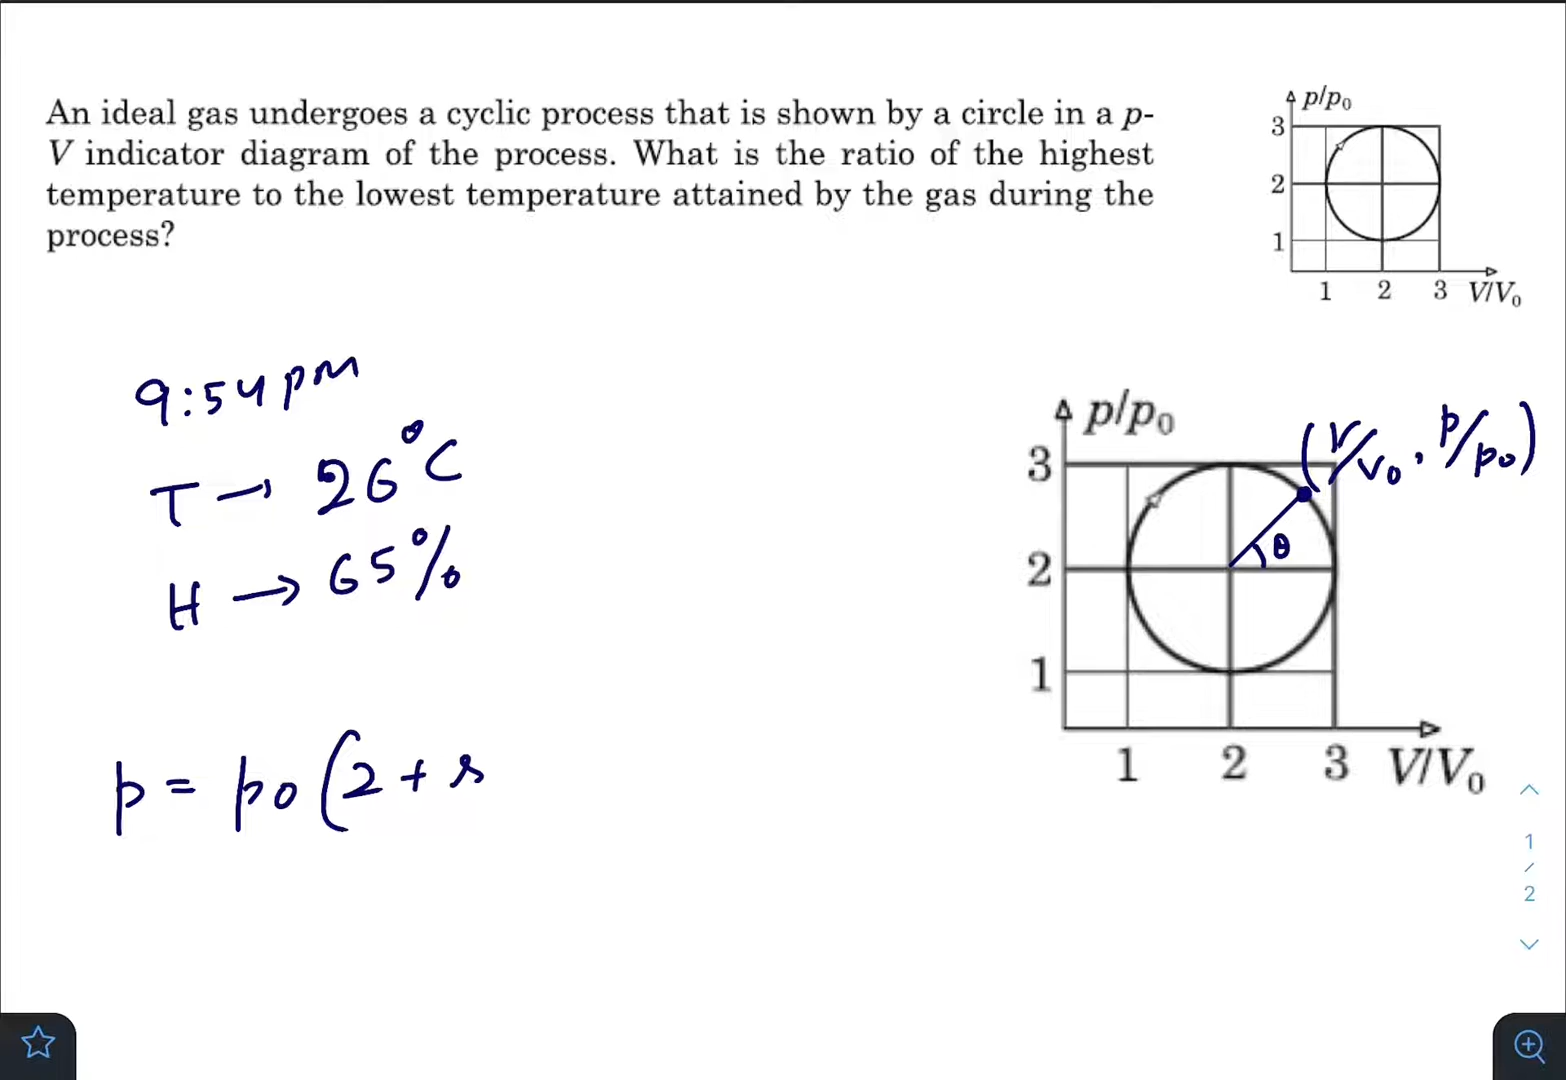 An ideal gas undergoes a cyclic process that is shown by a circle in a p-
V indicator diagram of the process. What is the ratio of the highest
temperature to the lowest temperature attained by the gas during the
process?
p/p₀
3
2
1
1 2 3 V/V₀
9:54 pm
T → 26°C
H → 65%
p/p₀
(V/V₀, p/p₀)
3
θ
2
1
1 2 3 V/V₀
p = p₀(2 + s
1
/
2